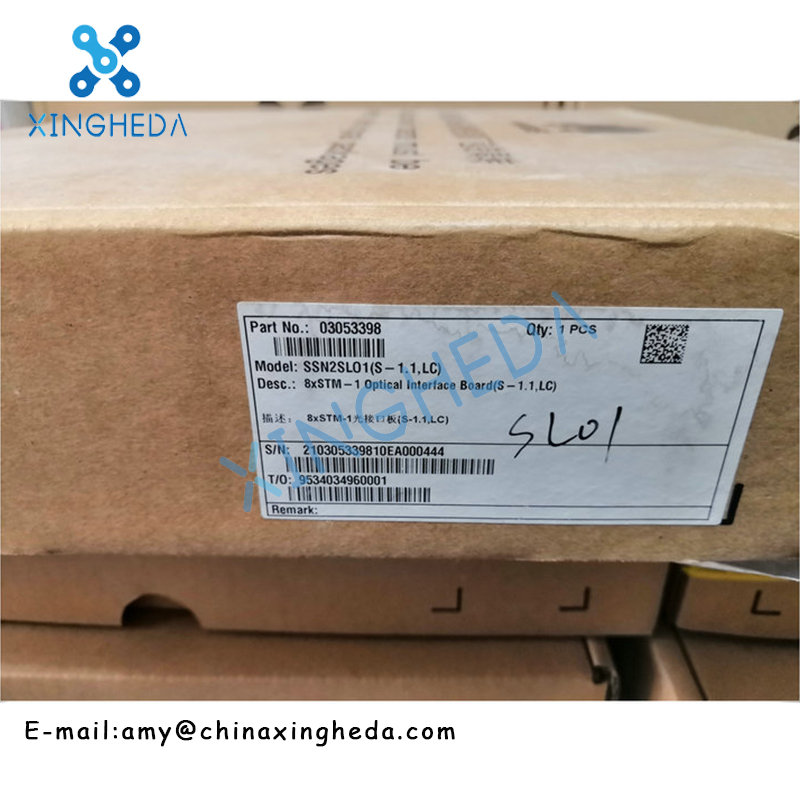 XINGHEDA
Part No.: 03053398 Qty: 1 PCS
Model: SSN2SLO1(S-1.1,LC)
Desc.: 8xSTM-1 Optical Interface Board(S-1.1,LC)
描述: 8xSTM-1光接口板(S-1.1,LC)
SLO1
S/N: 210305339810EA000444
T/O: 9534034960001
Remark:
XINGHEDA
E-mail:amy@chinaxingheda.com